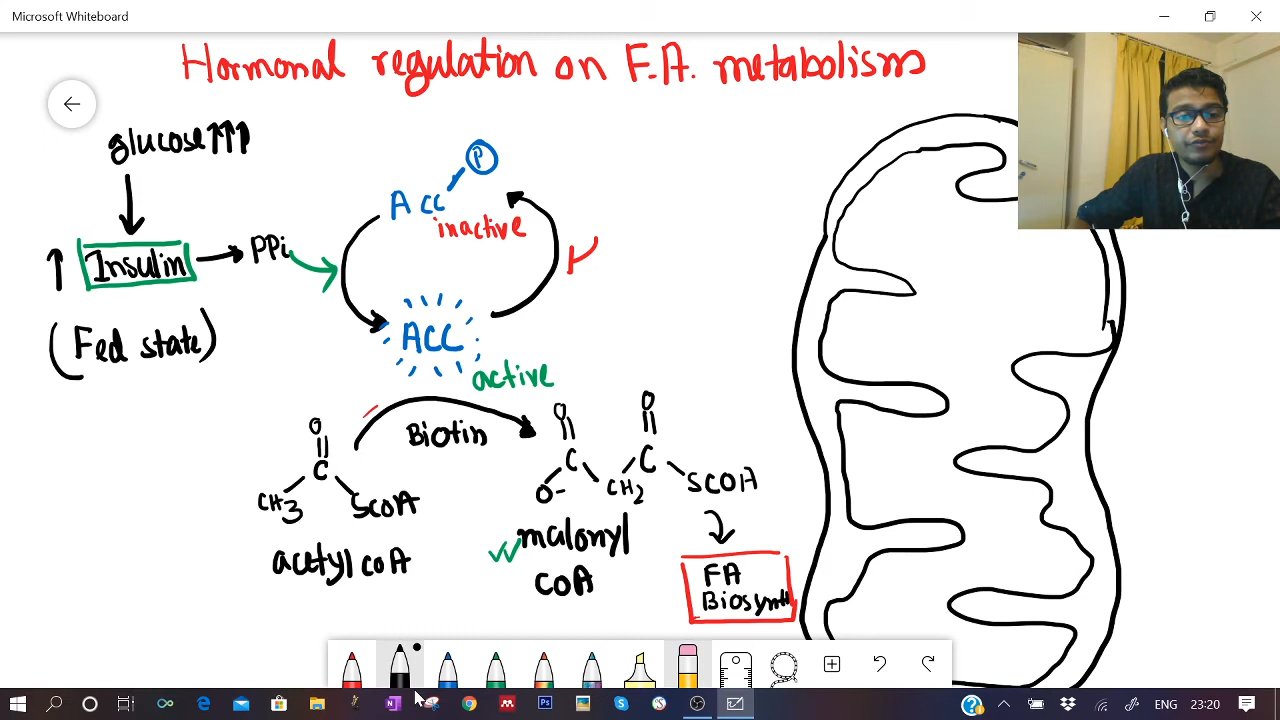 Microsoft Whiteboard
Hormonal regulation on F.A. metabolisms
glucose↑↑↑
↑ Insulin → PPi
(Fed state)
P
Acc
inactive
ACC
active
Biotin
O
C
CH3
SCOA
acetyl coA
O
C
O-
CH2
O
C
SCOA
malonyl
coA
FA
Biosynth
ENG
23:20